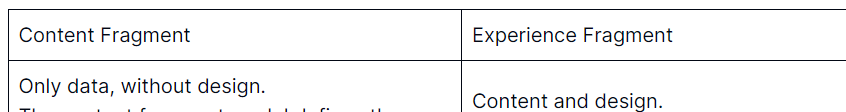 Content Fragment
Experience Fragment
Only data, without design.
Content and design.